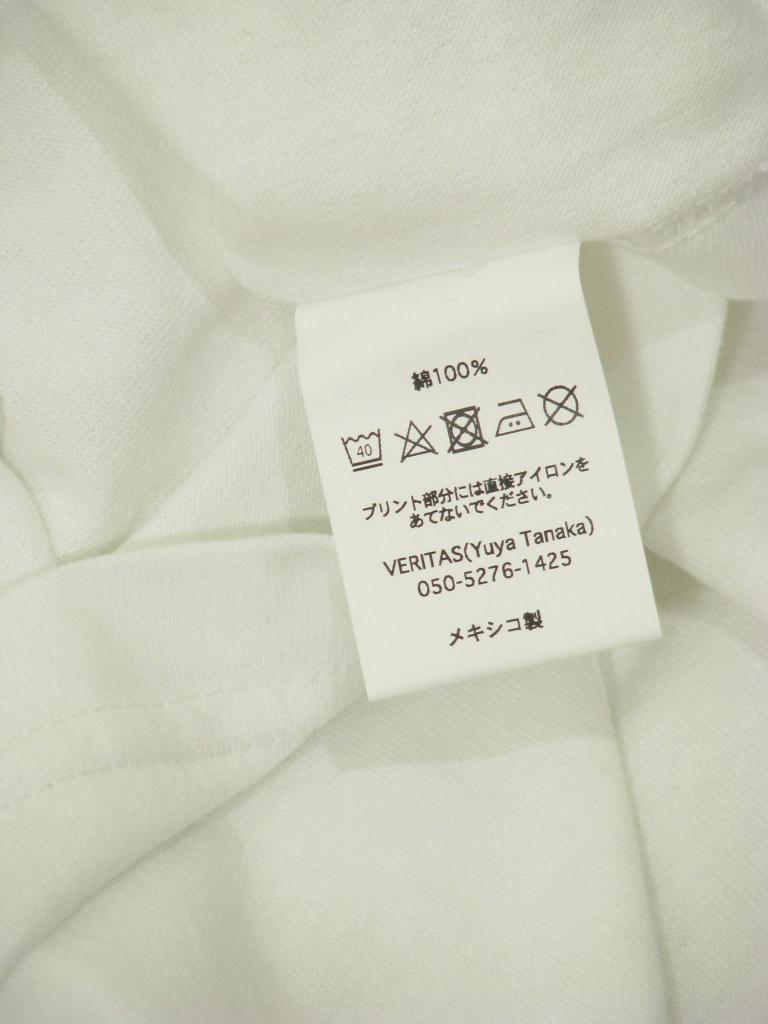 綿100%
40
プリント部分には直接アイロンを
あてないでください。
VERITAS(Yuya Tanaka)
050-5276-1425
メキシコ製